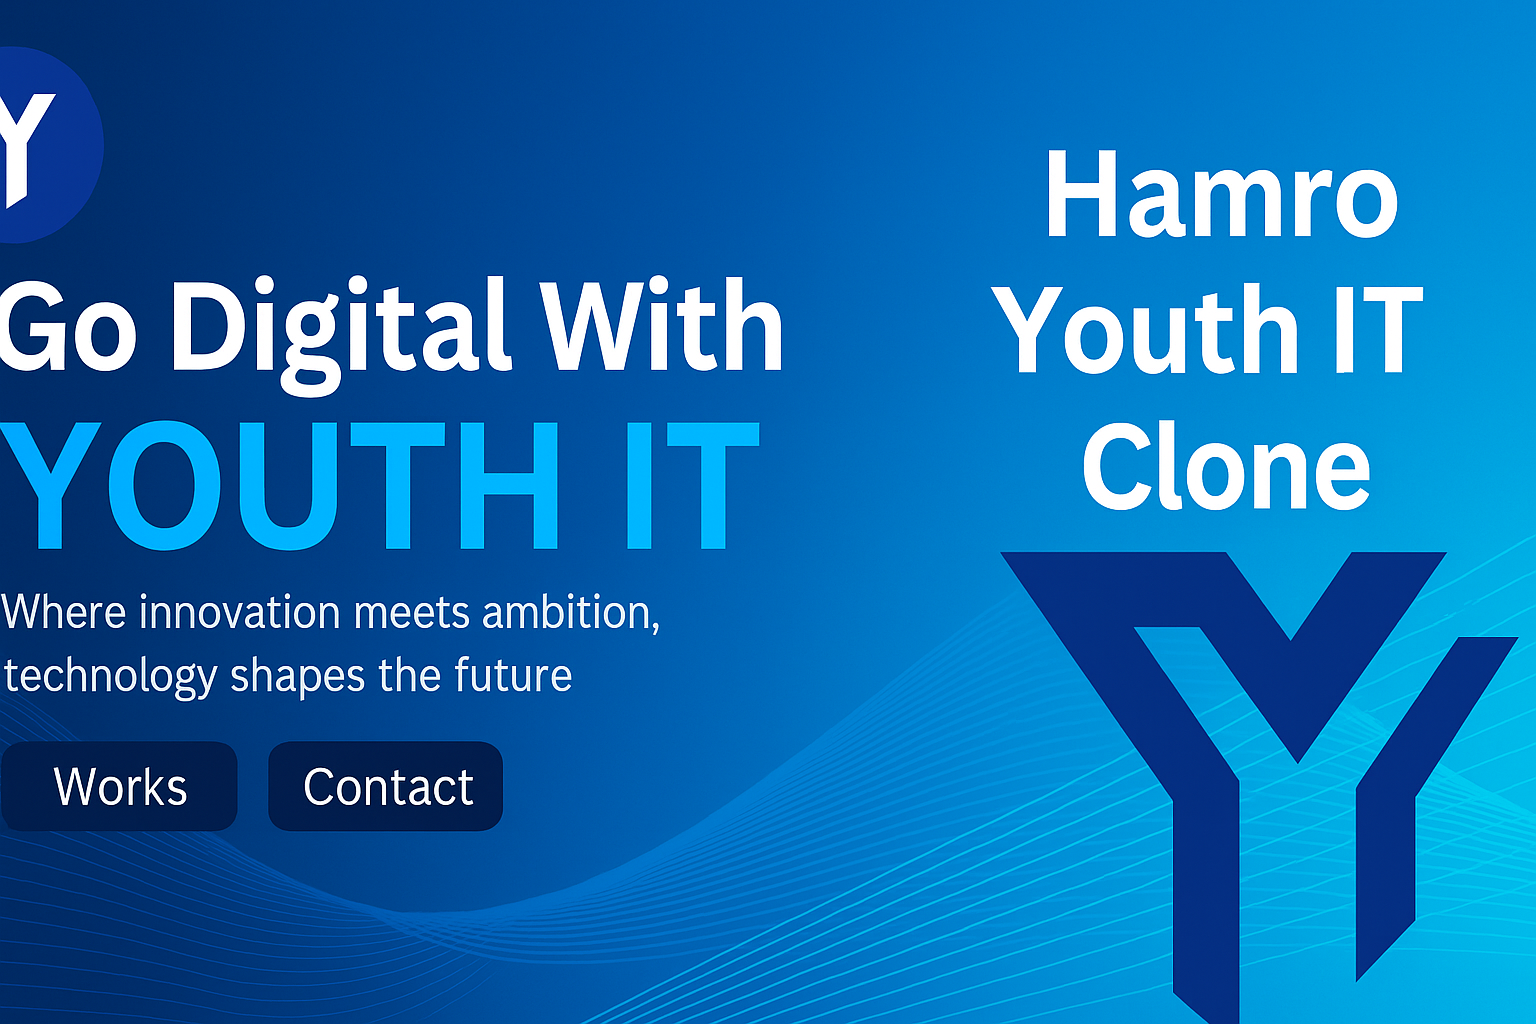 Y
Go Digital With
YOUTH IT
Where innovation meets ambition,
technology shapes the future
Works
Contact
Hamro
Youth IT
Clone